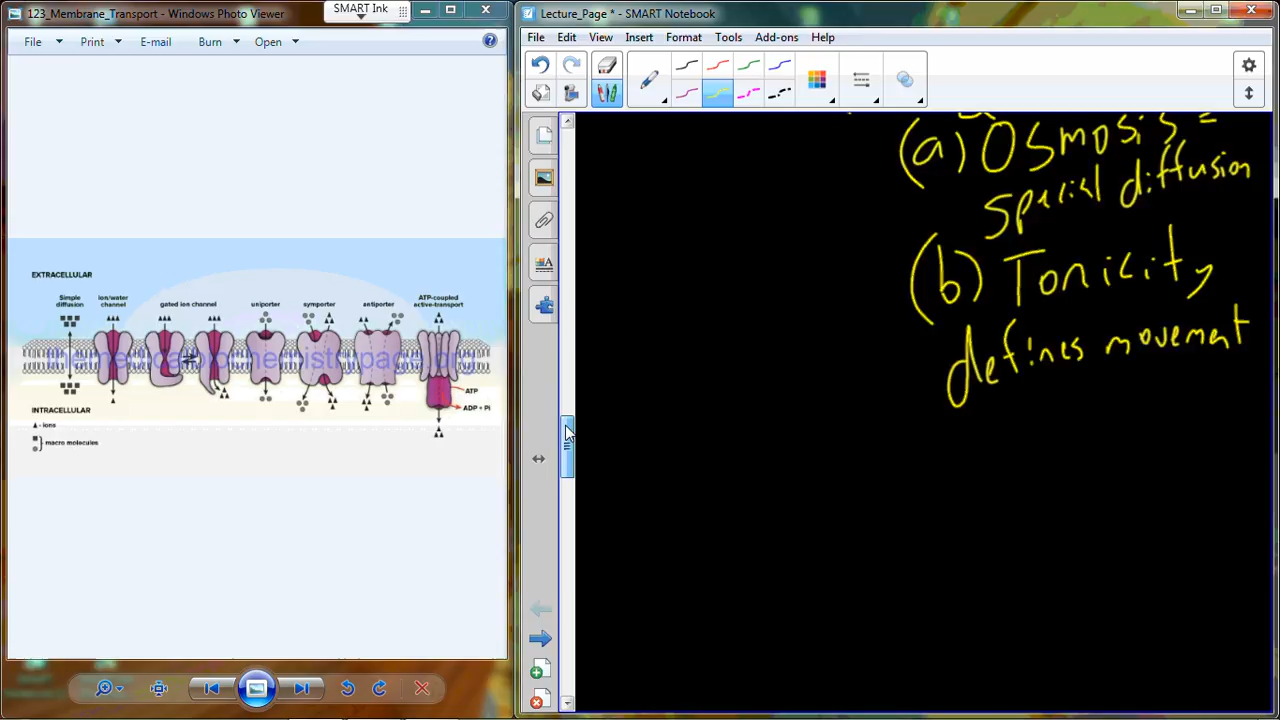 123_Membrane_Transport - Windows Photo Viewer
SMART Ink
File Print E-mail Burn Open
EXTRACELLULAR
Simple diffusion
ion/water channel
gated ion channel
uniporter
symporter
antiporter
ATP-coupled active-transport
themedicalbiochemistrypage.org
ATP
ADP + Pi
INTRACELLULAR
- ions
macro molecules
Lecture_Page * - SMART Notebook
File Edit View Insert Format Tools Add-ons Help
(a) Osmosis =
special diffusion
(b) Tonicity
defines movement